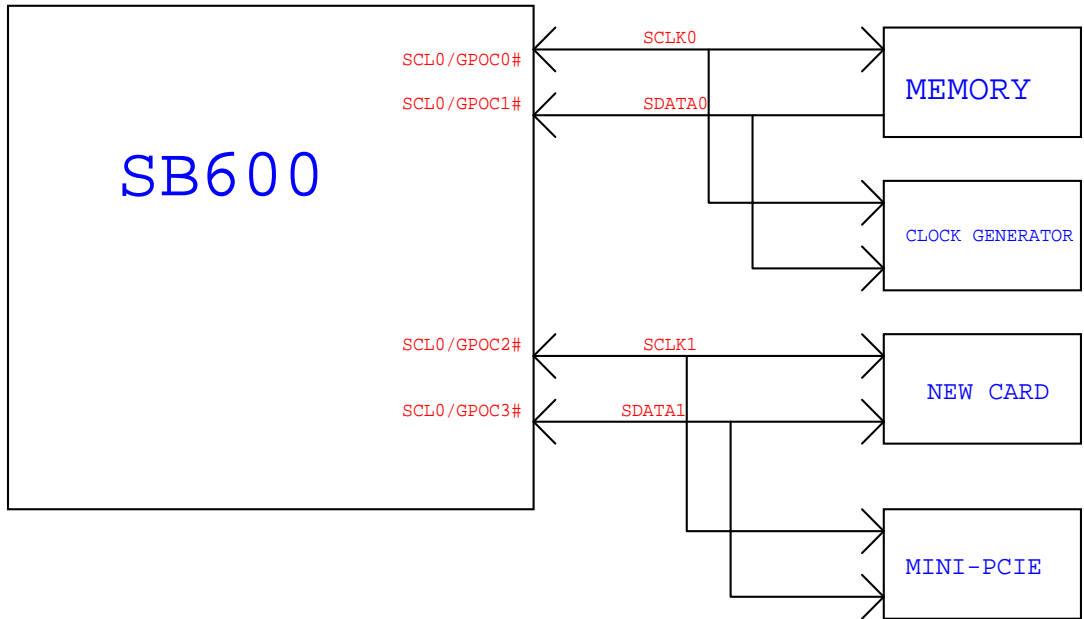 SCLK0
SCL0/GPOC0#
MEMORY
SCL0/GPOC1#
SDATA0
SB600
CLOCK GENERATOR
SCL0/GPOC2#
SCLK1
NEW CARD
SCL0/GPOC3#
SDATA1
MINI-PCIE